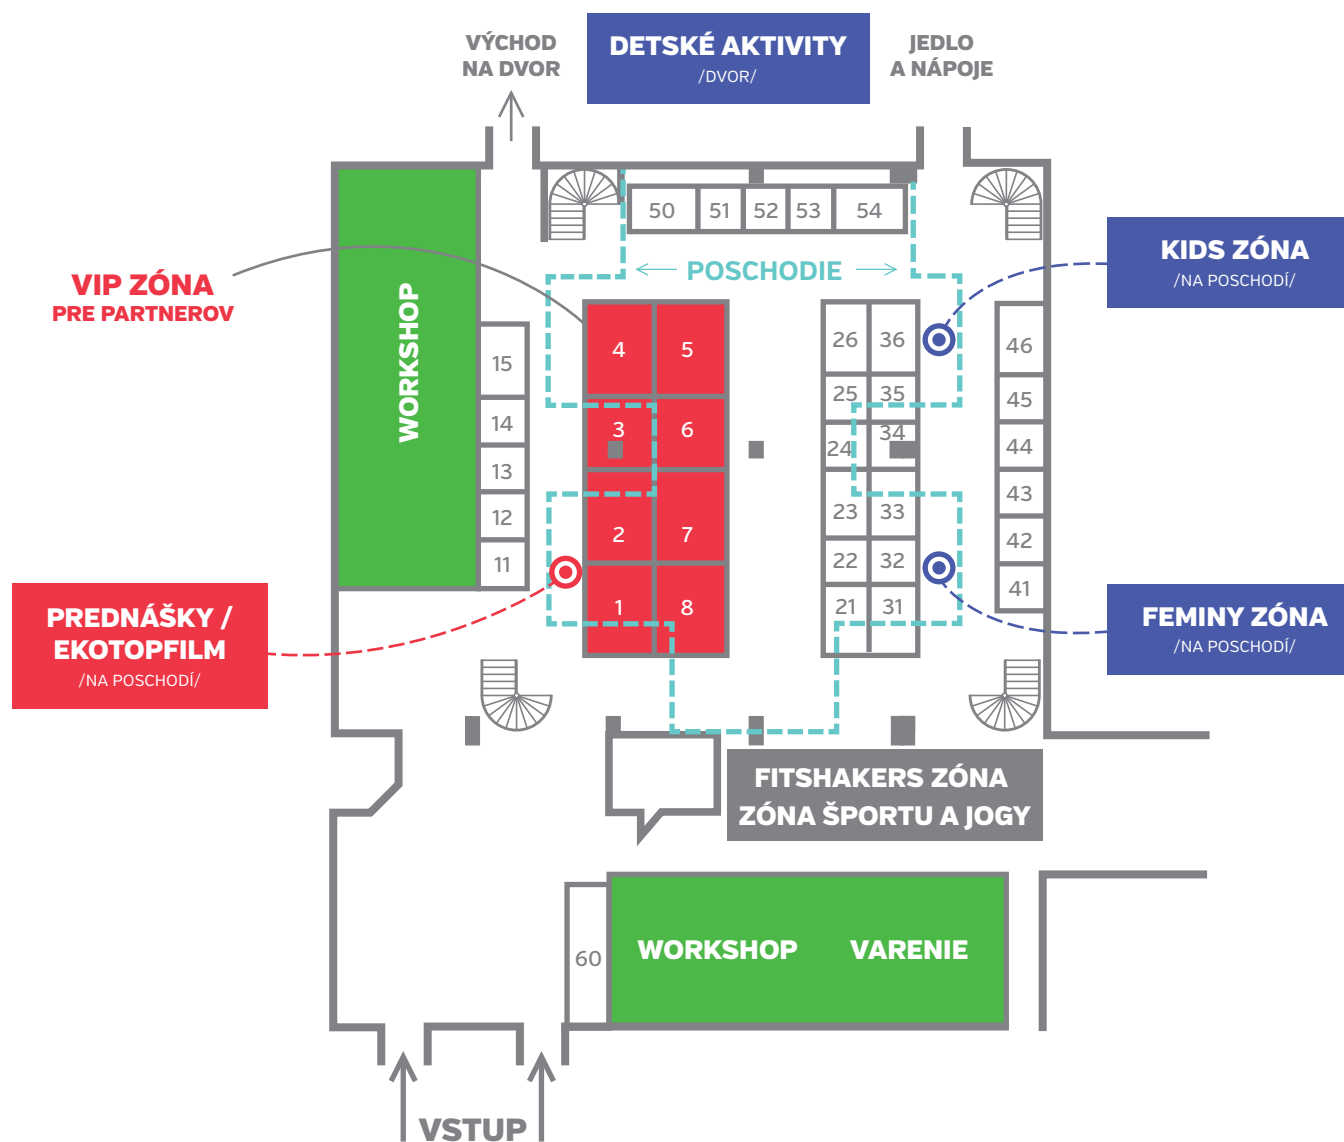 VÝCHOD
NA DVOR
DETSKÉ AKTIVITY
/DVOR/
JEDLO
A NÁPOJE
50 51 52 53 54
POSCHODIE
KIDS ZÓNA
/NA POSCHODÍ/
VIP ZÓNA
PRE PARTNEROV
WORKSHOP
15
14
13
12
11
4 5
3 6
2 7
1 8
26 36
25 35
24 34
23 33
22 32
21 31
46
45
44
43
42
41
PREDNÁŠKY /
EKOTOPFILM
/NA POSCHODÍ/
FEMINY ZÓNA
/NA POSCHODÍ/
FITSHAKERS ZÓNA
ZÓNA ŠPORTU A JOGY
60
WORKSHOP VARENIE
VSTUP